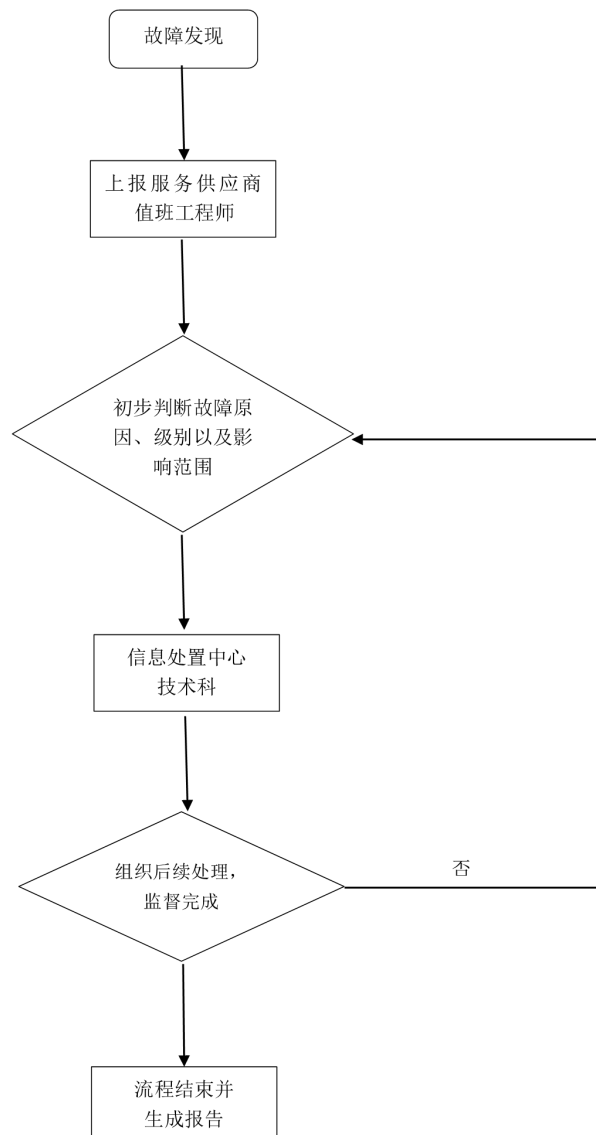 故障发现
上报服务供应商
值班工程师
初步判断故障原
因、级别以及影
响范围
信息处置中心
技术科
组织后续处理，
监督完成
否
流程结束并
生成报告